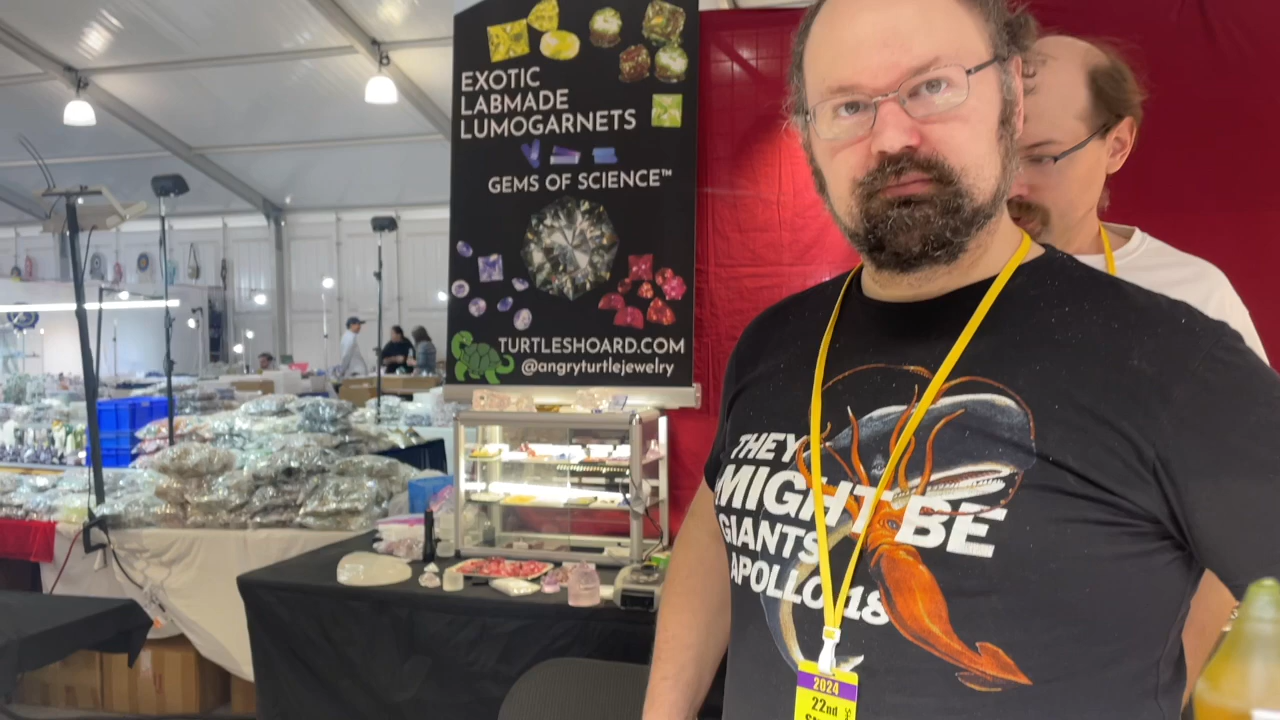 EXOTIC
LABMADE
LUMOGARNETS
GEMS OF SCIENCE™
TURTLESHOARD.COM
@angryturtlejewelry
THEY
MIGHT BE
GIANTS
APOLLO 18
2024
22nd